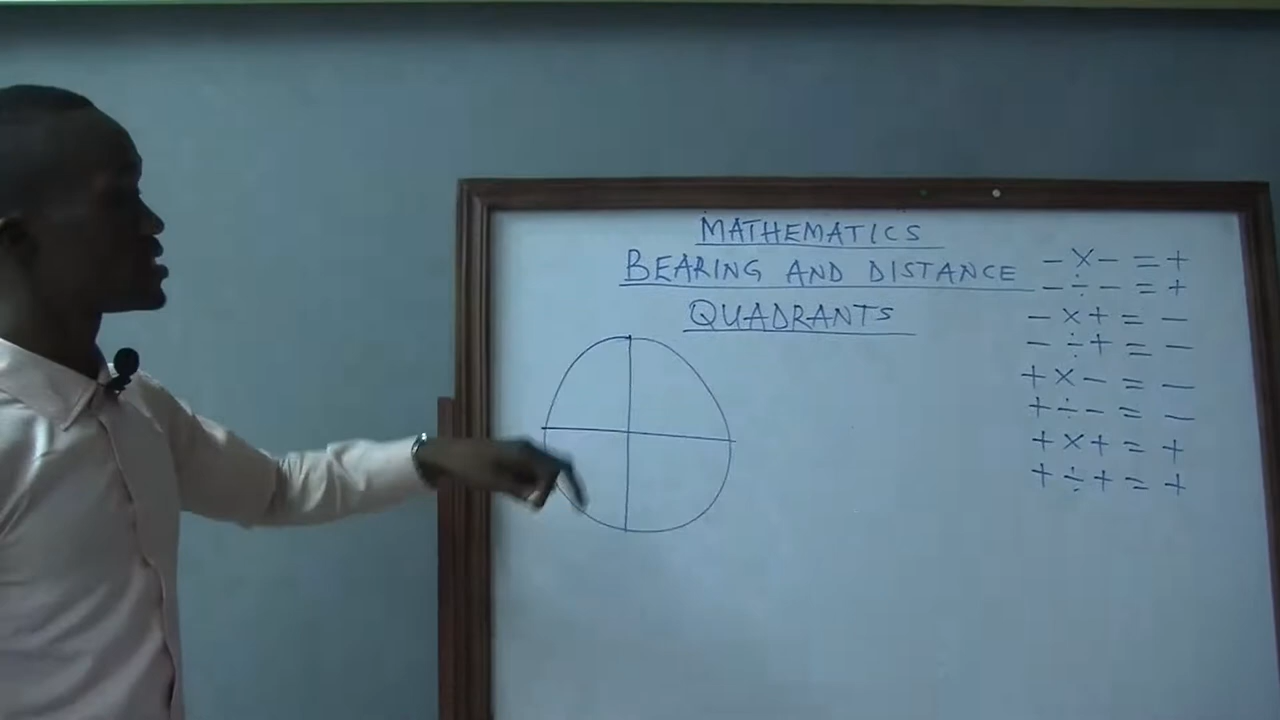 MATHEMATICS
BEARING AND DISTANCE
QUADRANTS
- × - = +
- ÷ - = +
- × + = -
- ÷ + = -
+ × - = -
+ ÷ - = -
+ × + = +
+ ÷ + = +